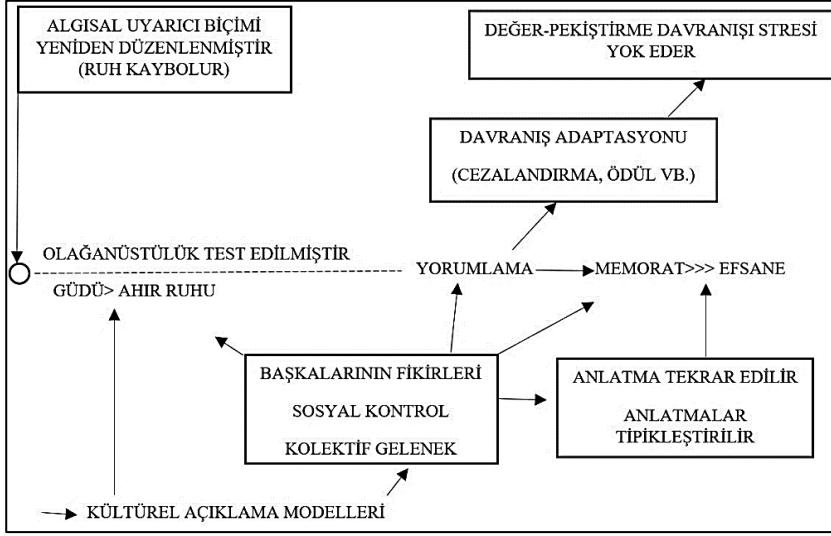 ALGISAL UYARICI BİÇİMİ
YENİDEN DÜZENLENMİŞTİR
(RUH KAYBOLUR)
DEĞER-PEKİŞTİRME DAVRANIŞI STRESİ
YOK EDER
DAVRANIŞ ADAPTASYONU
(CEZALANDIRMA, ÖDÜL VB.)
OLAĞANÜSTÜLÜK TEST EDİLMİŞTİR
GÜDÜ> AHIR RUHU
YORUMLAMA
MEMORAT>>> EFSANE
BAŞKALARININ FİKİRLERİ
SOSYAL KONTROL
KOLEKTİF GELENEK
ANLATMA TEKRAR EDİLİR
ANLATMALAR
TİPİKLEŞTİRİLİR
KÜLTÜREL AÇIKLAMA MODELLERİ